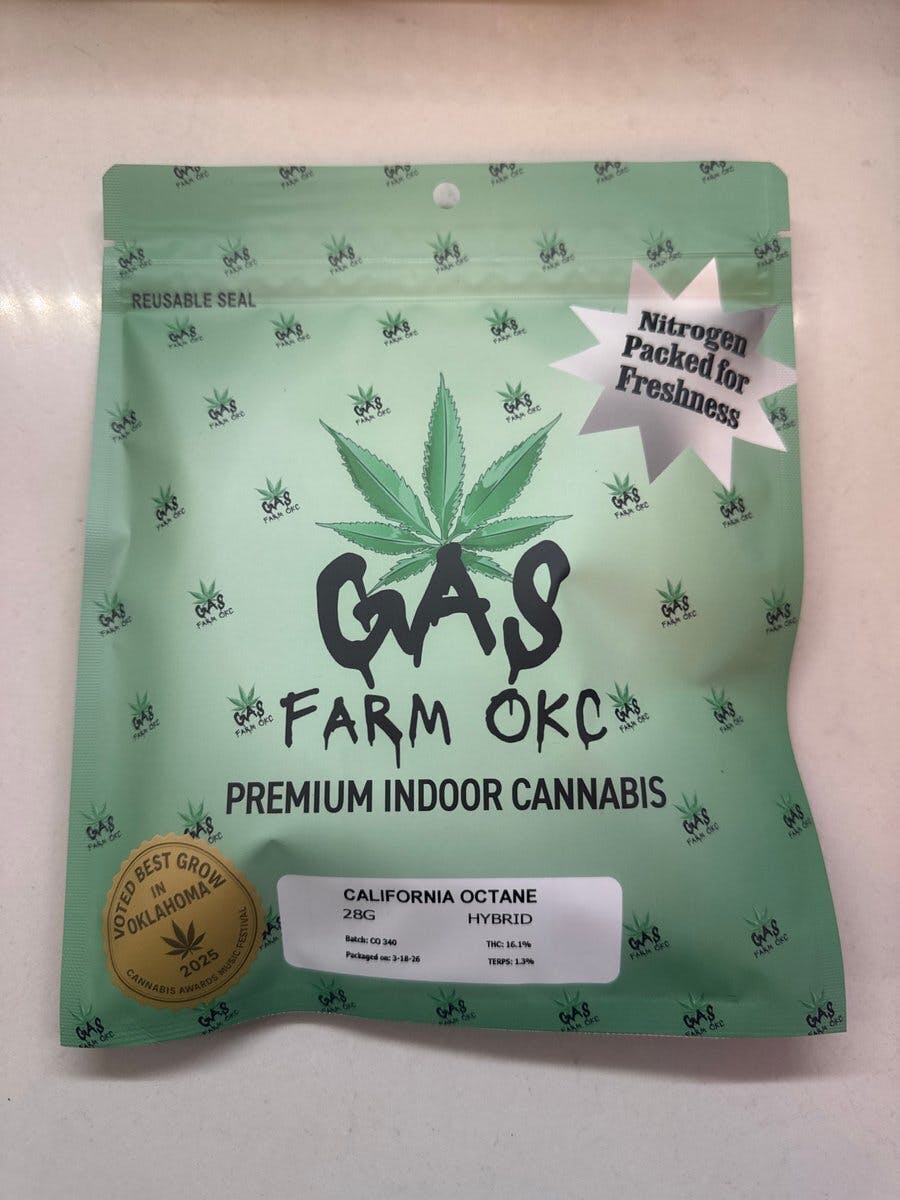 REUSABLE SEAL
Nitrogen
Packed for
Freshness
GAS
FARM OKC
PREMIUM INDOOR CANNABIS
VOTED BEST GROW
IN
OKLAHOMA
2025
CANNABIS AWARDS MUSIC FESTIVAL
CALIFORNIA OCTANE
28G HYBRID
Batch: CO 340 THC: 16.1%
Packaged on: 3-18-26 TERPS: 1.3%